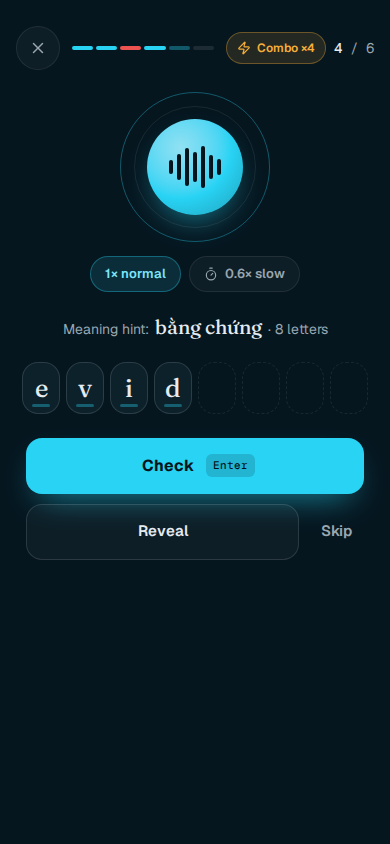 Combo ×4 4 / 6
1× normal 0.6× slow
Meaning hint: bằng chứng · 8 letters
e v i d
Check Enter
Reveal Skip